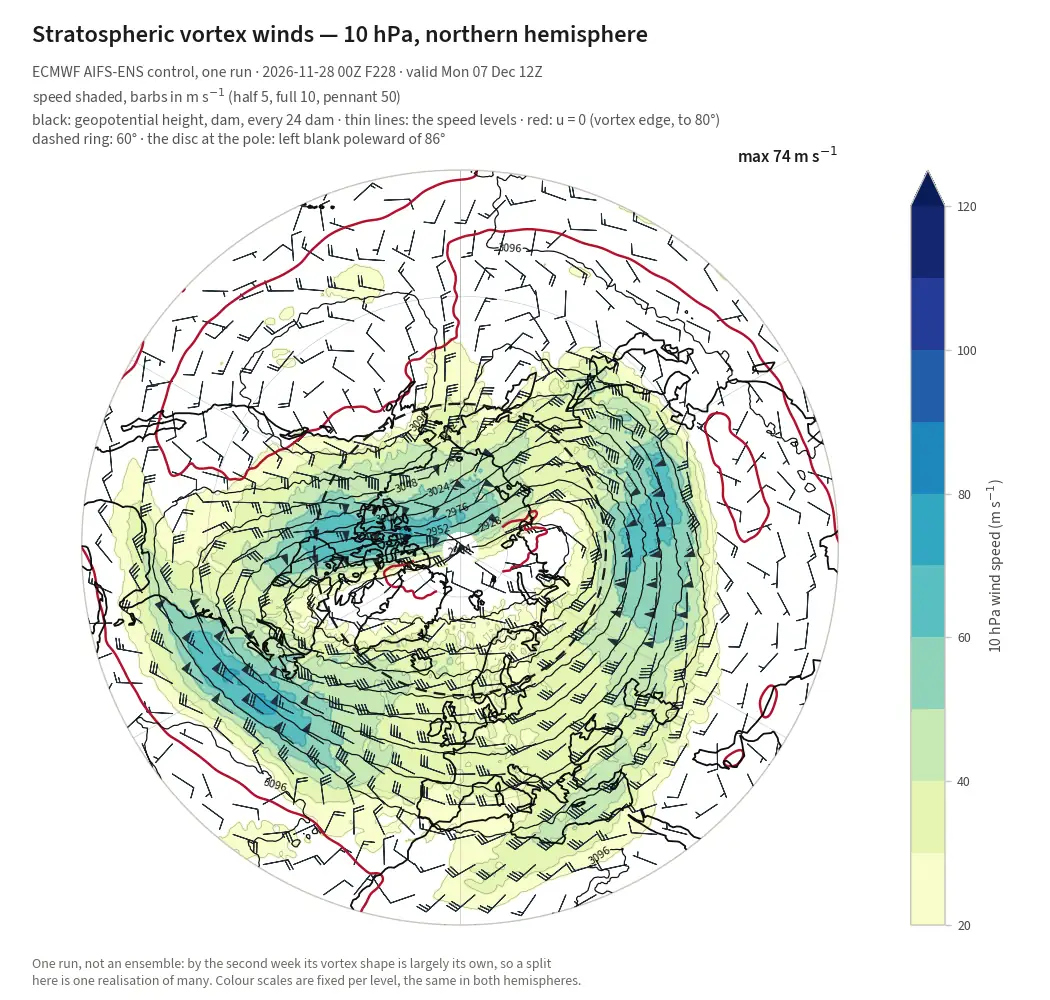 Stratospheric vortex winds — 10 hPa, northern hemisphere
ECMWF AIFS-ENS control, one run · 2026-11-28 00Z F228 · valid Mon 07 Dec 12Z
speed shaded, barbs in m s⁻¹ (half 5, full 10, pennant 50)
black: geopotential height, dam, every 24 dam · thin lines: the speed levels · red: u = 0 (vortex edge, to 80°)
dashed ring: 60° · the disc at the pole: left blank poleward of 86°
max 74 m s⁻¹
120
100
80
60
40
20
10 hPa wind speed (m s⁻¹)
3096
3024
2976
2952
2928
3096
3096
One run, not an ensemble: by the second week its vortex shape is largely its own, so a split
here is one realisation of many. Colour scales are fixed per level, the same in both hemispheres.